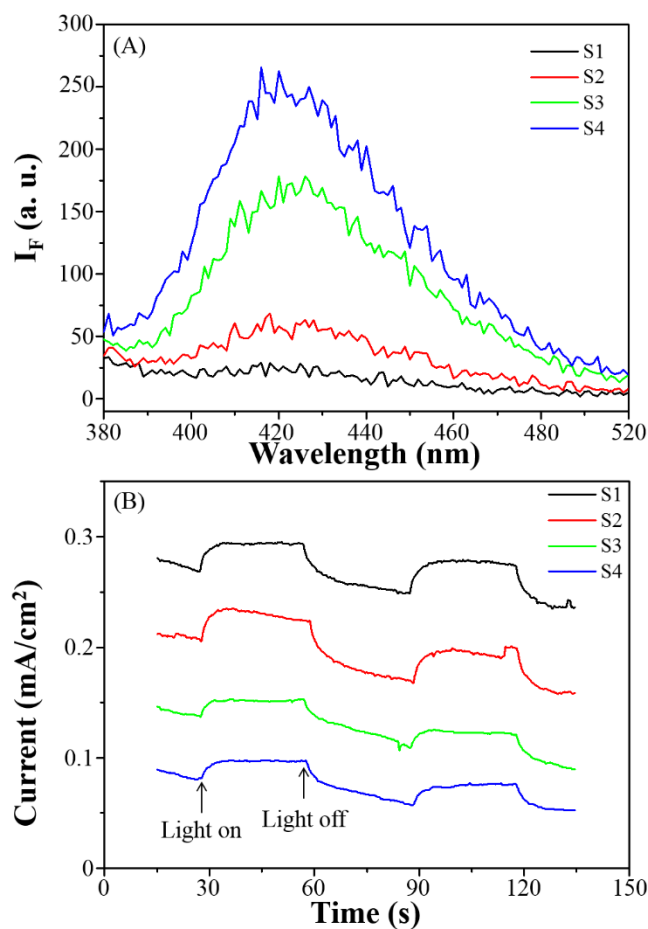 (A)
S1
S2
S3
S4
I_F (a. u.)
300
250
200
150
100
50
0
380 400 420 440 460 480 500 520
Wavelength (nm)
(B)
S1
S2
S3
S4
Current (mA/cm²)
0.3
0.2
0.1
0
Light on
Light off
0 30 60 90 120 150
Time (s)